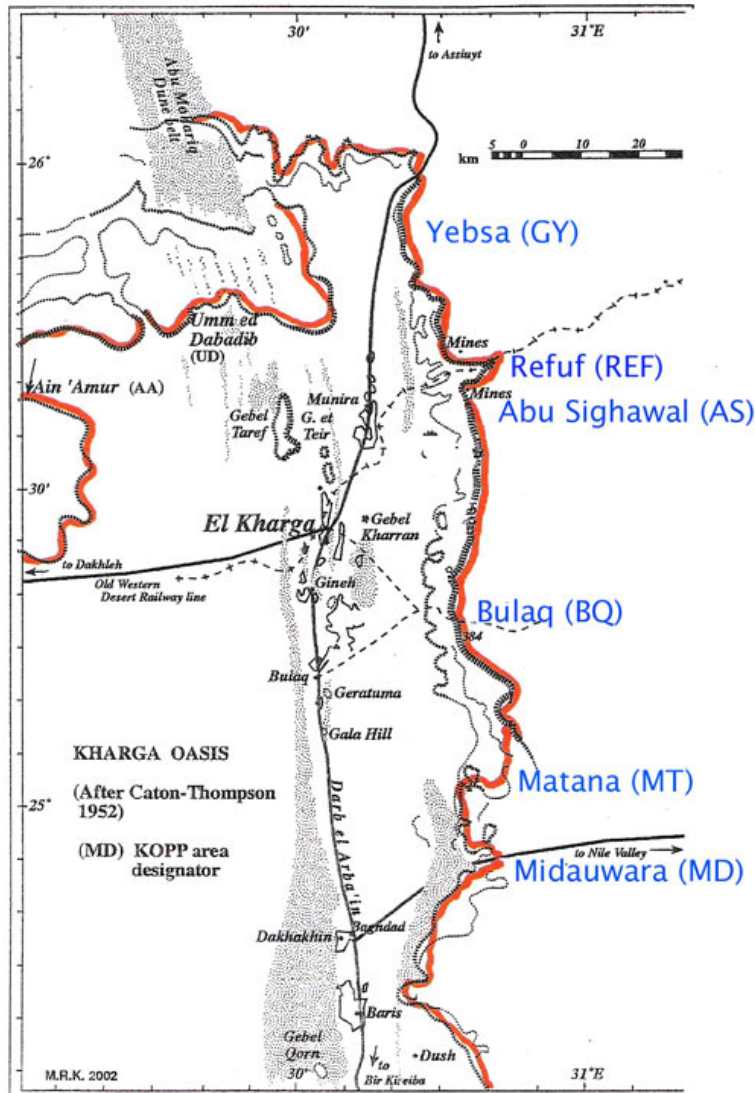 30'
31°E
to Assiuyt
Abu Moharig
Dune belt
26°
km
5 0 10 20
Yebsa (GY)
Umm ed
Dabadib
(UD)
Mines
Refuf (REF)
Ain 'Amur (AA)
Mines
Abu Sighawal (AS)
Munira
G. et
Teir
Gebel
Taref
30'
El Kharga
Gebel
Kharran
to Dakhleh
Old Western
Desert Railway line
Gineh
Bulaq (BQ)
384
Bulaq
Geratuma
Gala Hill
KHARGA OASIS
(After Caton-Thompson
1952)
(MD) KOPP area
designator
Matana (MT)
25°
Darb el Arba'in
to Nile Valley
Midauwara (MD)
Baghdad
Dakhakhin
Baris
Gebel
Qorn
Dush
30'
to
31°E
M.R.K. 2002